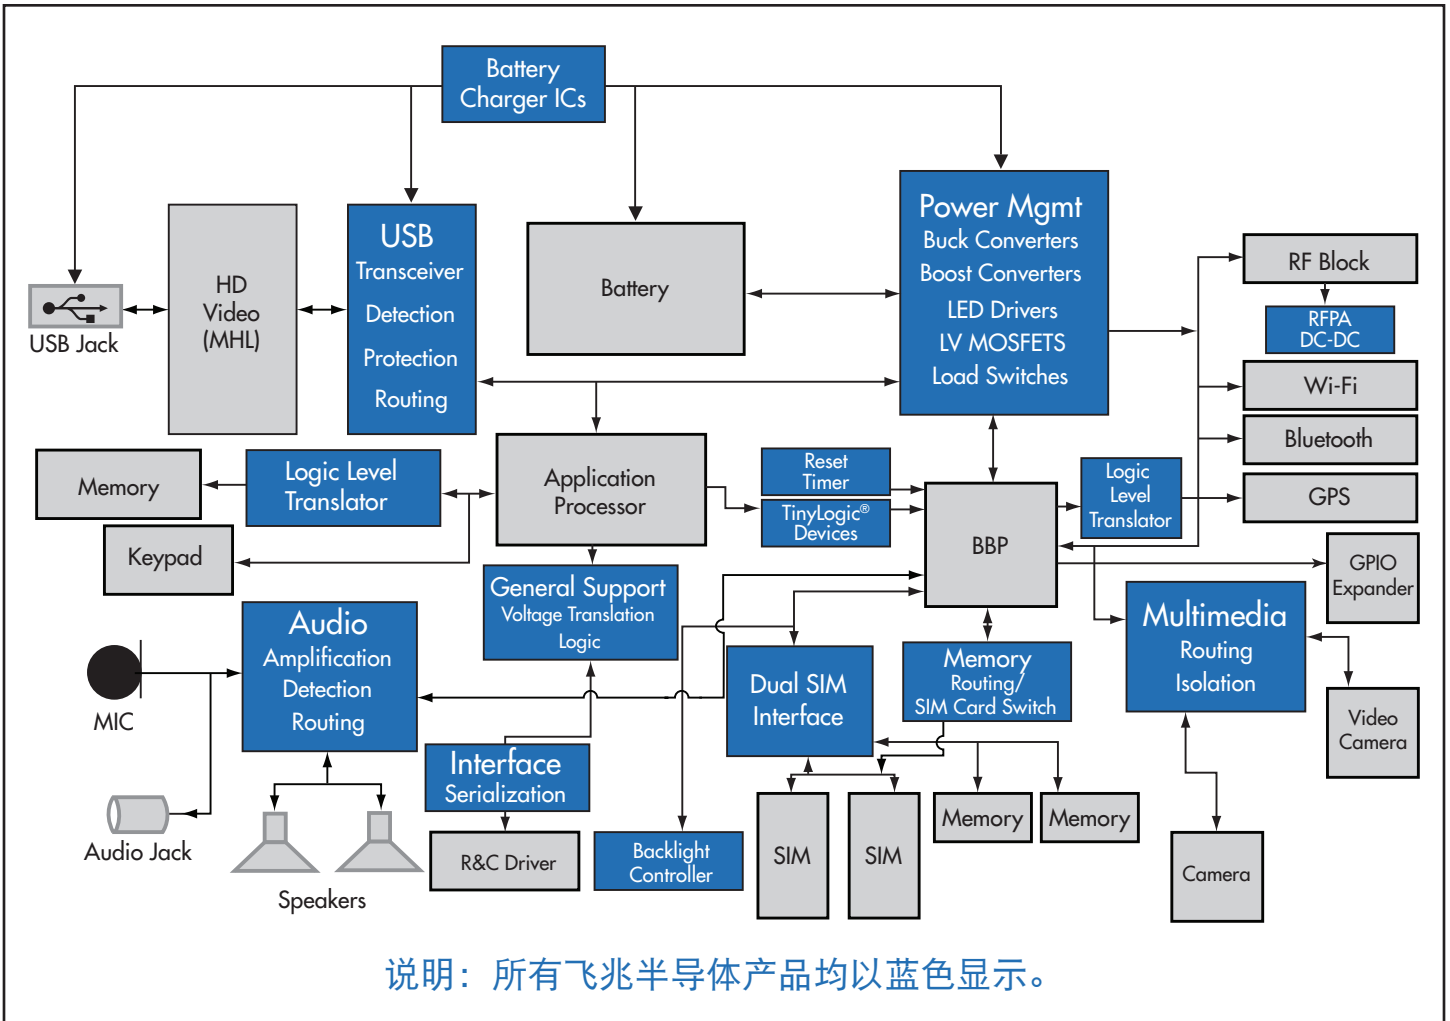 Battery
Charger ICs
Power Mgmt
Buck Converters
Boost Converters
LED Drivers
LV MOSFETS
Load Switches
USB
Transceiver
Detection
Protection
Routing
HD
Video
(MHL)
USB Jack
Battery
RF Block
RFPA
DC-DC
Wi-Fi
Bluetooth
GPS
Memory
Logic Level
Translator
Application
Processor
Reset
Timer
TinyLogic®
Devices
BBP
Logic
Level
Translator
Keypad
General Support
Voltage Translation
Logic
GPIO
Expander
Audio
Amplification
Detection
Routing
MIC
Dual SIM
Interface
Memory
Routing/
SIM Card Switch
Multimedia
Routing
Isolation
Video
Camera
Interface
Serialization
Audio Jack
Speakers
R&C Driver
Backlight
Controller
SIM
SIM
Memory
Memory
Camera
说明：所有飞兆半导体产品均以蓝色显示。